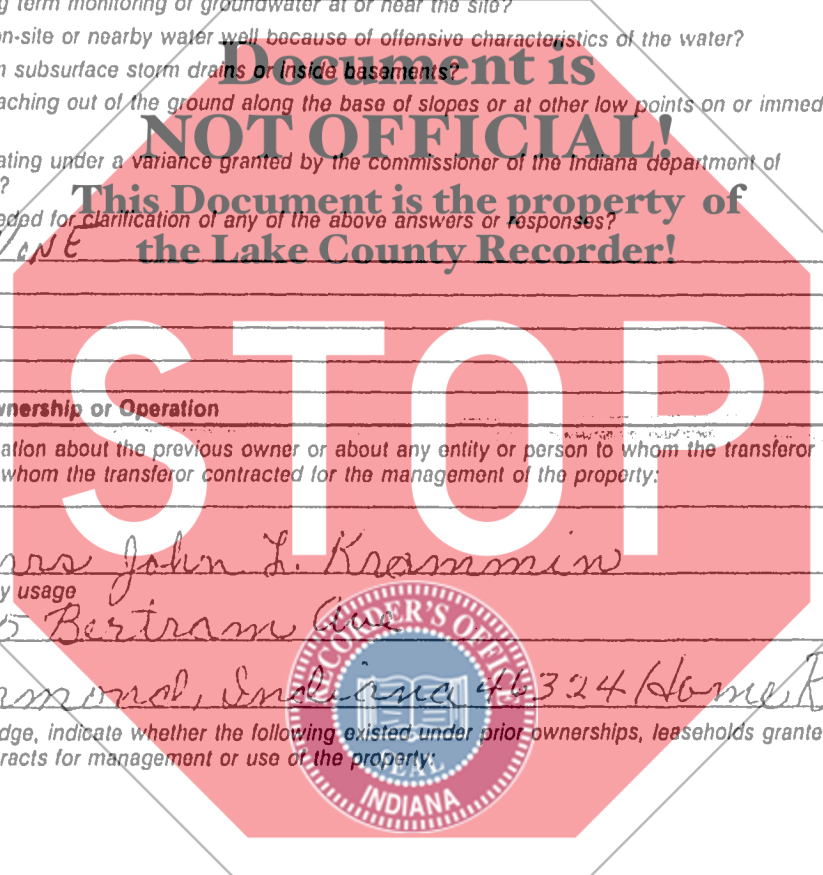 g term monitoring of groundwater at or near the site?
n-site or nearby water well because of offensive characteristics of the water?
Document is
n subsurface storm drains or inside basements?
aching out of the ground along the base of slopes or at other low points on or immed
NOT OFFICIAL!
ating under a variance granted by the commissioner of the Indiana department of
?
This Document is the property of
eded for clarification of any of the above answers or responses?
NONE
the Lake County Recorder!
STOP
wnership or Operation
ation about the previous owner or about any entity or person to whom the transferor
whom the transferor contracted for the management of the property:
rs John L. Krammin
y usage
5 Bertram Ave
RECORDER'S OFFICE
mmond, Indiana 46324 / Home R
dge, indicate whether the following existed under prior ownerships, leaseholds grante
racts for management or use of the property:
SEAL
INDIANA